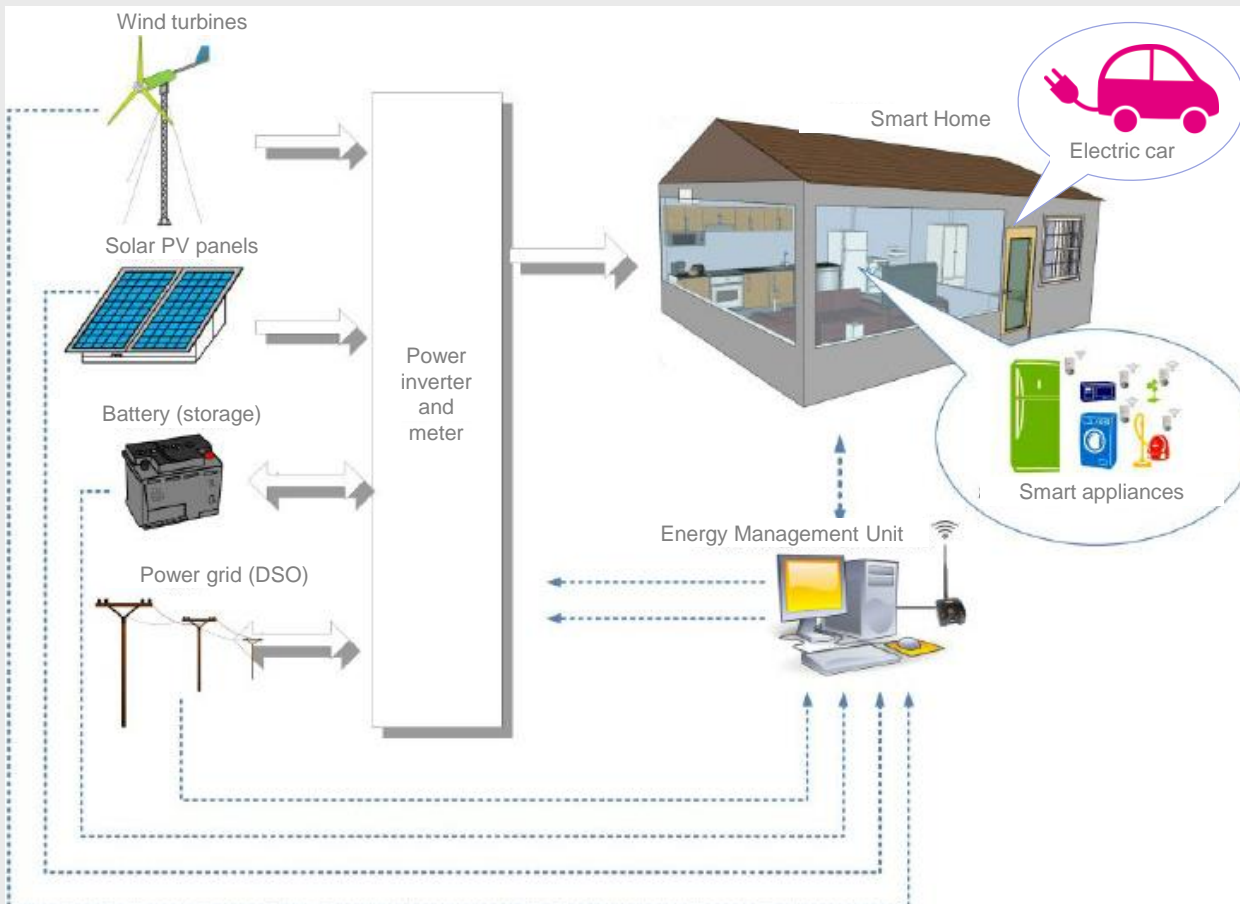 Wind turbines
Smart Home
Electric car
Solar PV panels
Power
inverter
and
meter
Battery (storage)
Smart appliances
Energy Management Unit
Power grid (DSO)